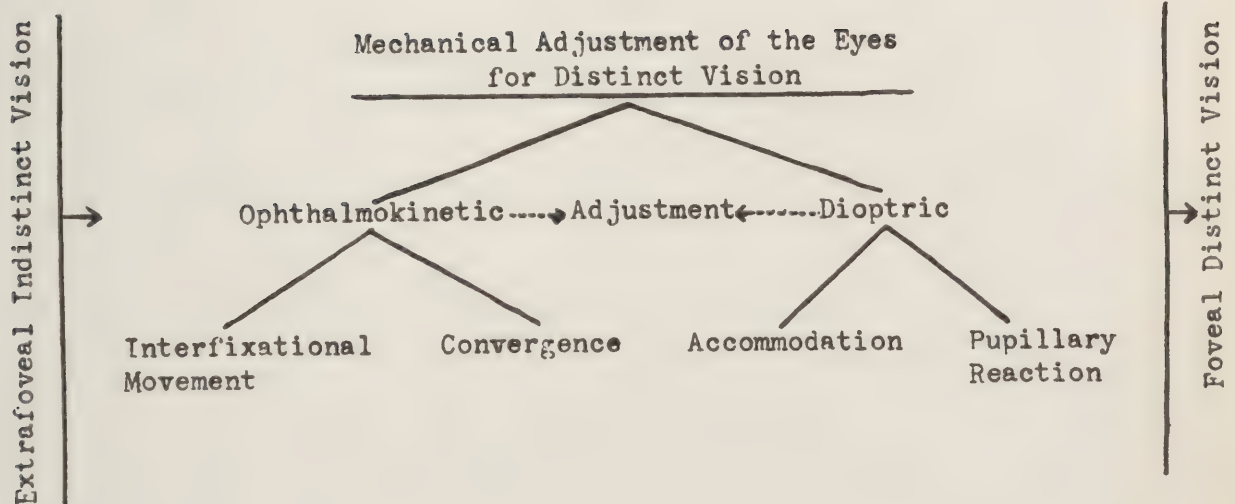 Extrafoveal Indistinct Vision
Mechanical Adjustment of the Eyes
for Distinct Vision
Ophthalmokinetic Adjustment Dioptric
Interfixational Convergence Accommodation Pupillary
Movement Reaction
Foveal Distinct Vision